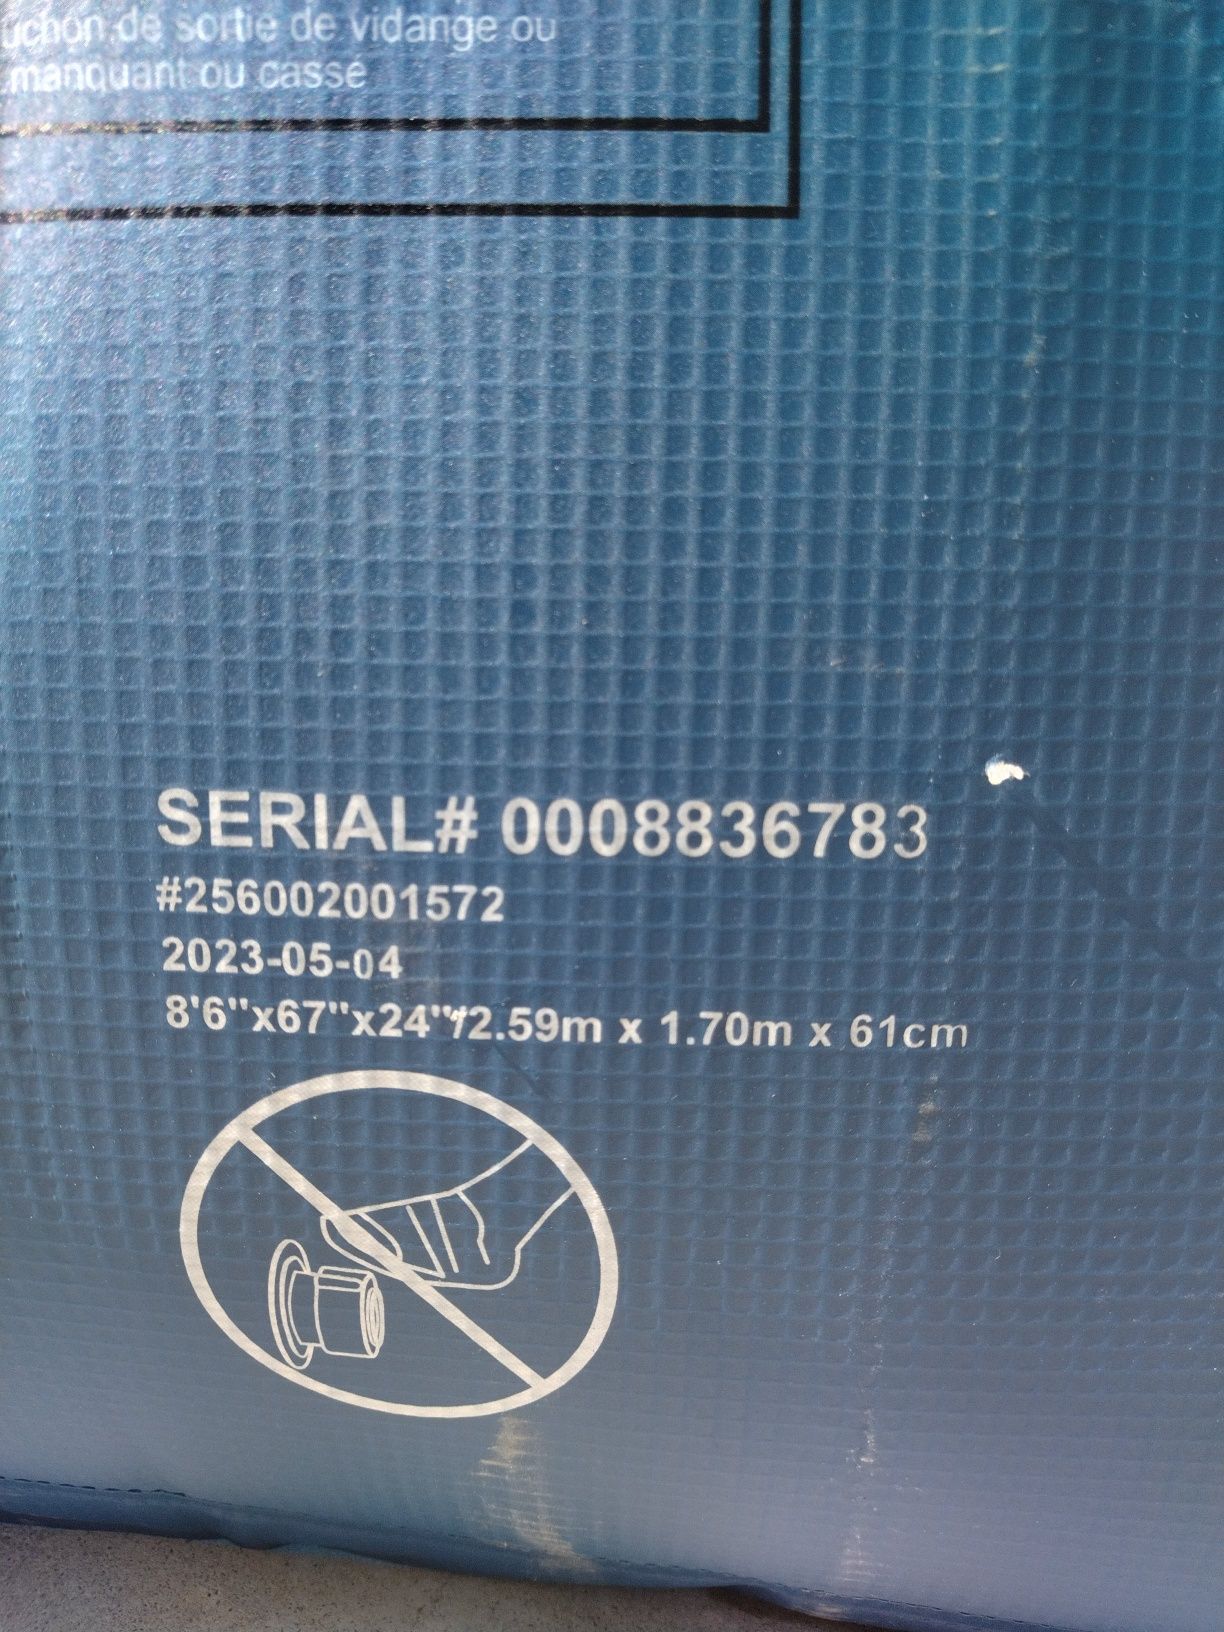 uchon de sortie de vidange ou
manquant ou cassé
SERIAL# 0008836783
#256002001572
2023-05-04
8'6"x67"x24"/2.59m x 1.70m x 61cm